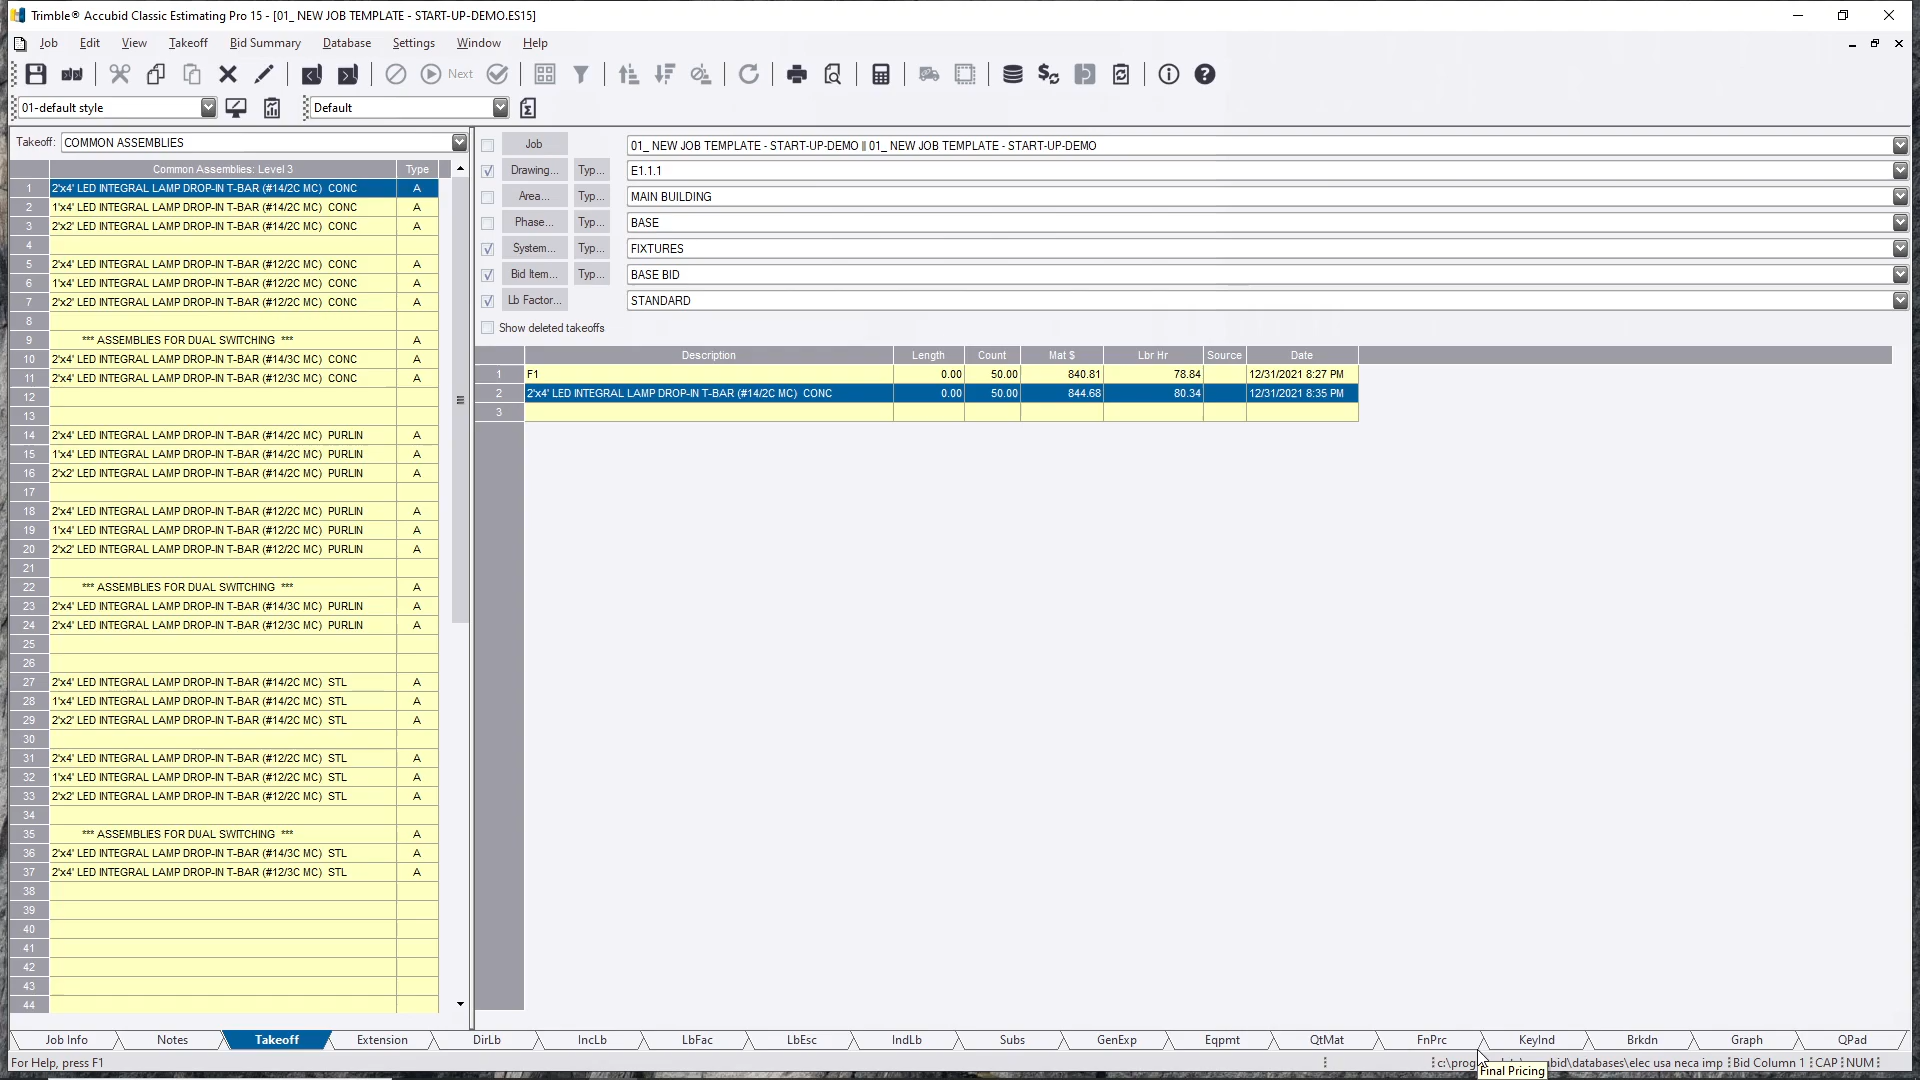 Trimble® Accubid Classic Estimating Pro 15 - [01_ NEW JOB TEMPLATE - START-UP-DEMO.ES15]
Job Edit View Takeoff Bid Summary Database Settings Window Help
Next
01-default style Default
Takeoff: COMMON ASSEMBLIES
Common Assemblies: Level 3 Type
1 2'x4' LED INTEGRAL LAMP DROP-IN T-BAR (#14/2C MC) CONC A
2 1'x4' LED INTEGRAL LAMP DROP-IN T-BAR (#14/2C MC) CONC A
3 2'x2' LED INTEGRAL LAMP DROP-IN T-BAR (#14/2C MC) CONC A
4
5 2'x4' LED INTEGRAL LAMP DROP-IN T-BAR (#12/2C MC) CONC A
6 1'x4' LED INTEGRAL LAMP DROP-IN T-BAR (#12/2C MC) CONC A
7 2'x2' LED INTEGRAL LAMP DROP-IN T-BAR (#12/2C MC) CONC A
8
9 *** ASSEMBLIES FOR DUAL SWITCHING *** A
10 2'x4' LED INTEGRAL LAMP DROP-IN T-BAR (#14/3C MC) CONC A
11 2'x4' LED INTEGRAL LAMP DROP-IN T-BAR (#12/3C MC) CONC A
12
13
14 2'x4' LED INTEGRAL LAMP DROP-IN T-BAR (#14/2C MC) PURLIN A
15 1'x4' LED INTEGRAL LAMP DROP-IN T-BAR (#14/2C MC) PURLIN A
16 2'x2' LED INTEGRAL LAMP DROP-IN T-BAR (#14/2C MC) PURLIN A
17
18 2'x4' LED INTEGRAL LAMP DROP-IN T-BAR (#12/2C MC) PURLIN A
19 1'x4' LED INTEGRAL LAMP DROP-IN T-BAR (#12/2C MC) PURLIN A
20 2'x2' LED INTEGRAL LAMP DROP-IN T-BAR (#12/2C MC) PURLIN A
21
22 *** ASSEMBLIES FOR DUAL SWITCHING *** A
23 2'x4' LED INTEGRAL LAMP DROP-IN T-BAR (#14/3C MC) PURLIN A
24 2'x4' LED INTEGRAL LAMP DROP-IN T-BAR (#12/3C MC) PURLIN A
25
26
27 2'x4' LED INTEGRAL LAMP DROP-IN T-BAR (#14/2C MC) STL A
28 1'x4' LED INTEGRAL LAMP DROP-IN T-BAR (#14/2C MC) STL A
29 2'x2' LED INTEGRAL LAMP DROP-IN T-BAR (#14/2C MC) STL A
30
31 2'x4' LED INTEGRAL LAMP DROP-IN T-BAR (#12/2C MC) STL A
32 1'x4' LED INTEGRAL LAMP DROP-IN T-BAR (#12/2C MC) STL A
33 2'x2' LED INTEGRAL LAMP DROP-IN T-BAR (#12/2C MC) STL A
34
35 *** ASSEMBLIES FOR DUAL SWITCHING *** A
36 2'x4' LED INTEGRAL LAMP DROP-IN T-BAR (#14/3C MC) STL A
37 2'x4' LED INTEGRAL LAMP DROP-IN T-BAR (#12/3C MC) STL A
38
39
40
41
42
43
44
Job 01_ NEW JOB TEMPLATE - START-UP-DEMO || 01_ NEW JOB TEMPLATE - START-UP-DEMO
Drawing... Typ... E1.1.1
Area... Typ... MAIN BUILDING
Phase... Typ... BASE
System... Typ... FIXTURES
Bid Item... Typ... BASE BID
Lb Factor... STANDARD
Show deleted takeoffs
Description Length Count Mat $ Lbr Hr Source Date
1 F1 0.00 50.00 840.81 78.84 12/31/2021 8:27 PM
2 2'x4' LED INTEGRAL LAMP DROP-IN T-BAR (#14/2C MC) CONC 0.00 50.00 844.68 80.34 12/31/2021 8:35 PM
3
Job Info Notes Takeoff Extension DirLb IncLb LbFac LbEsc IndLb Subs GenExp Eqpmt QtMat FnPrc KeyInd Brkdn Graph QPad
For Help, press F1 bid\databases\elec usa neca imp Bid Column 1 CAP NUM
Final Pricing